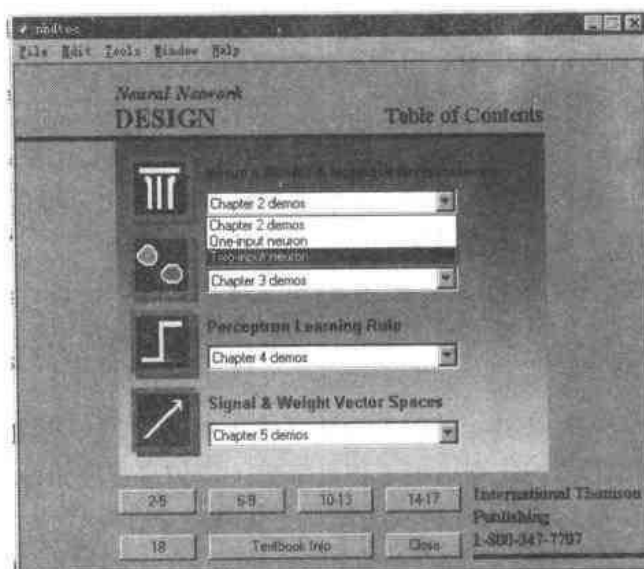 nndtoc
File Edit Tools Window Help
Neural Network
DESIGN
Table of Contents
Chapter 2 demos
Chapter 2 demos
One-input neuron
Two-input neuron
Chapter 3 demos
Perceptron Learning Rule
Chapter 4 demos
Signal & Weight Vector Spaces
Chapter 5 demos
2-5 6-9 10-13 14-17
18 Textbook Info Close
International Thomson
Publishing
1-800-347-7707